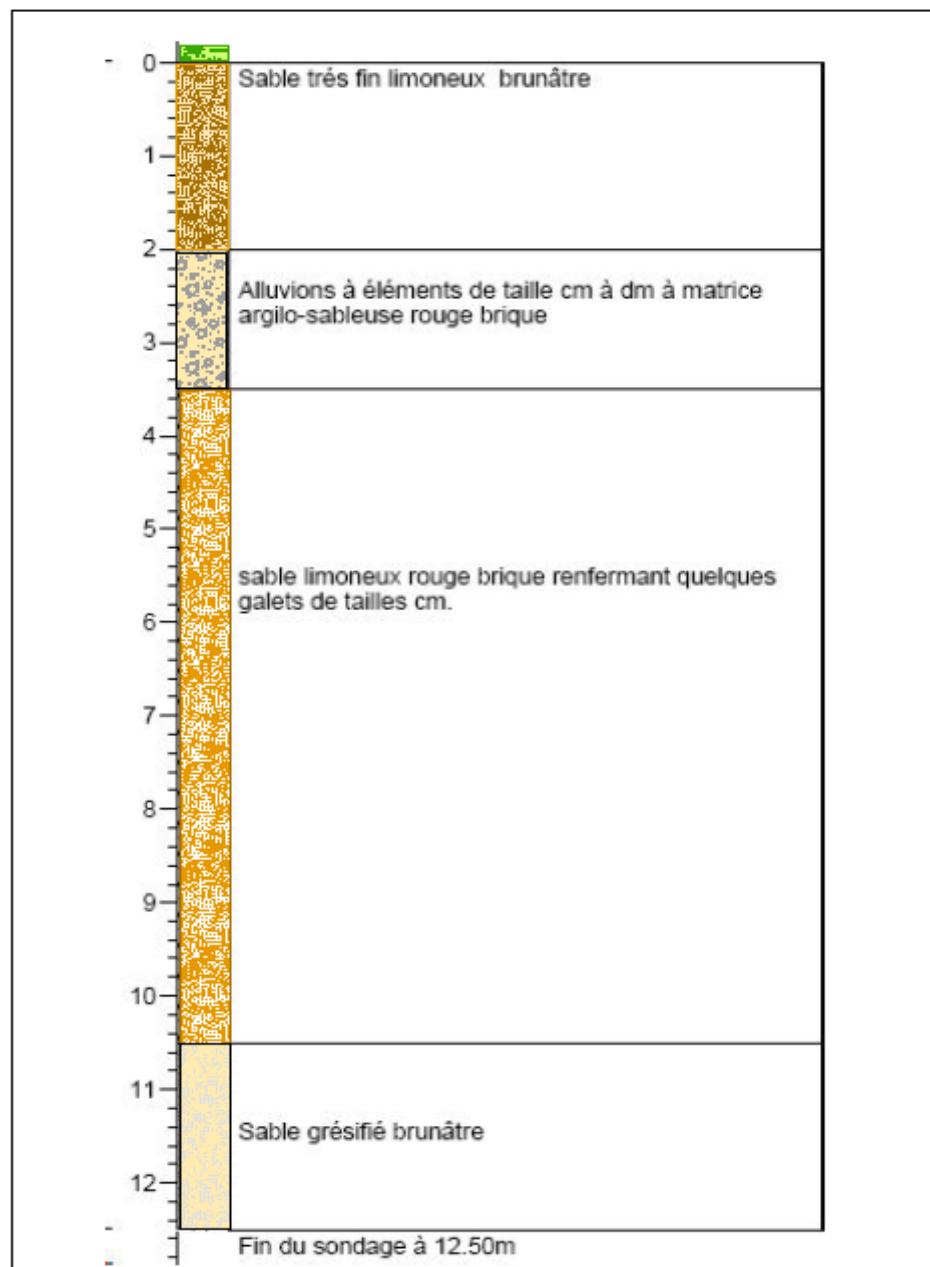 0
Sable trés fin limoneux brunâtre
1
2
Alluvions à éléments de taille cm à dm à matrice
argilo-sableuse rouge brique
3
4
5
sable limoneux rouge brique renfermant quelques
galets de tailles cm.
6
7
8
9
10
11
Sable grésifié brunâtre
12
Fin du sondage à 12.50m